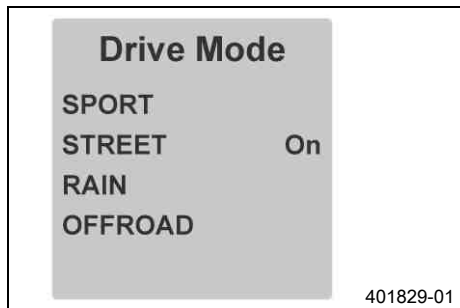 Drive Mode
SPORT
STREET On
RAIN
OFFROAD
401829-01